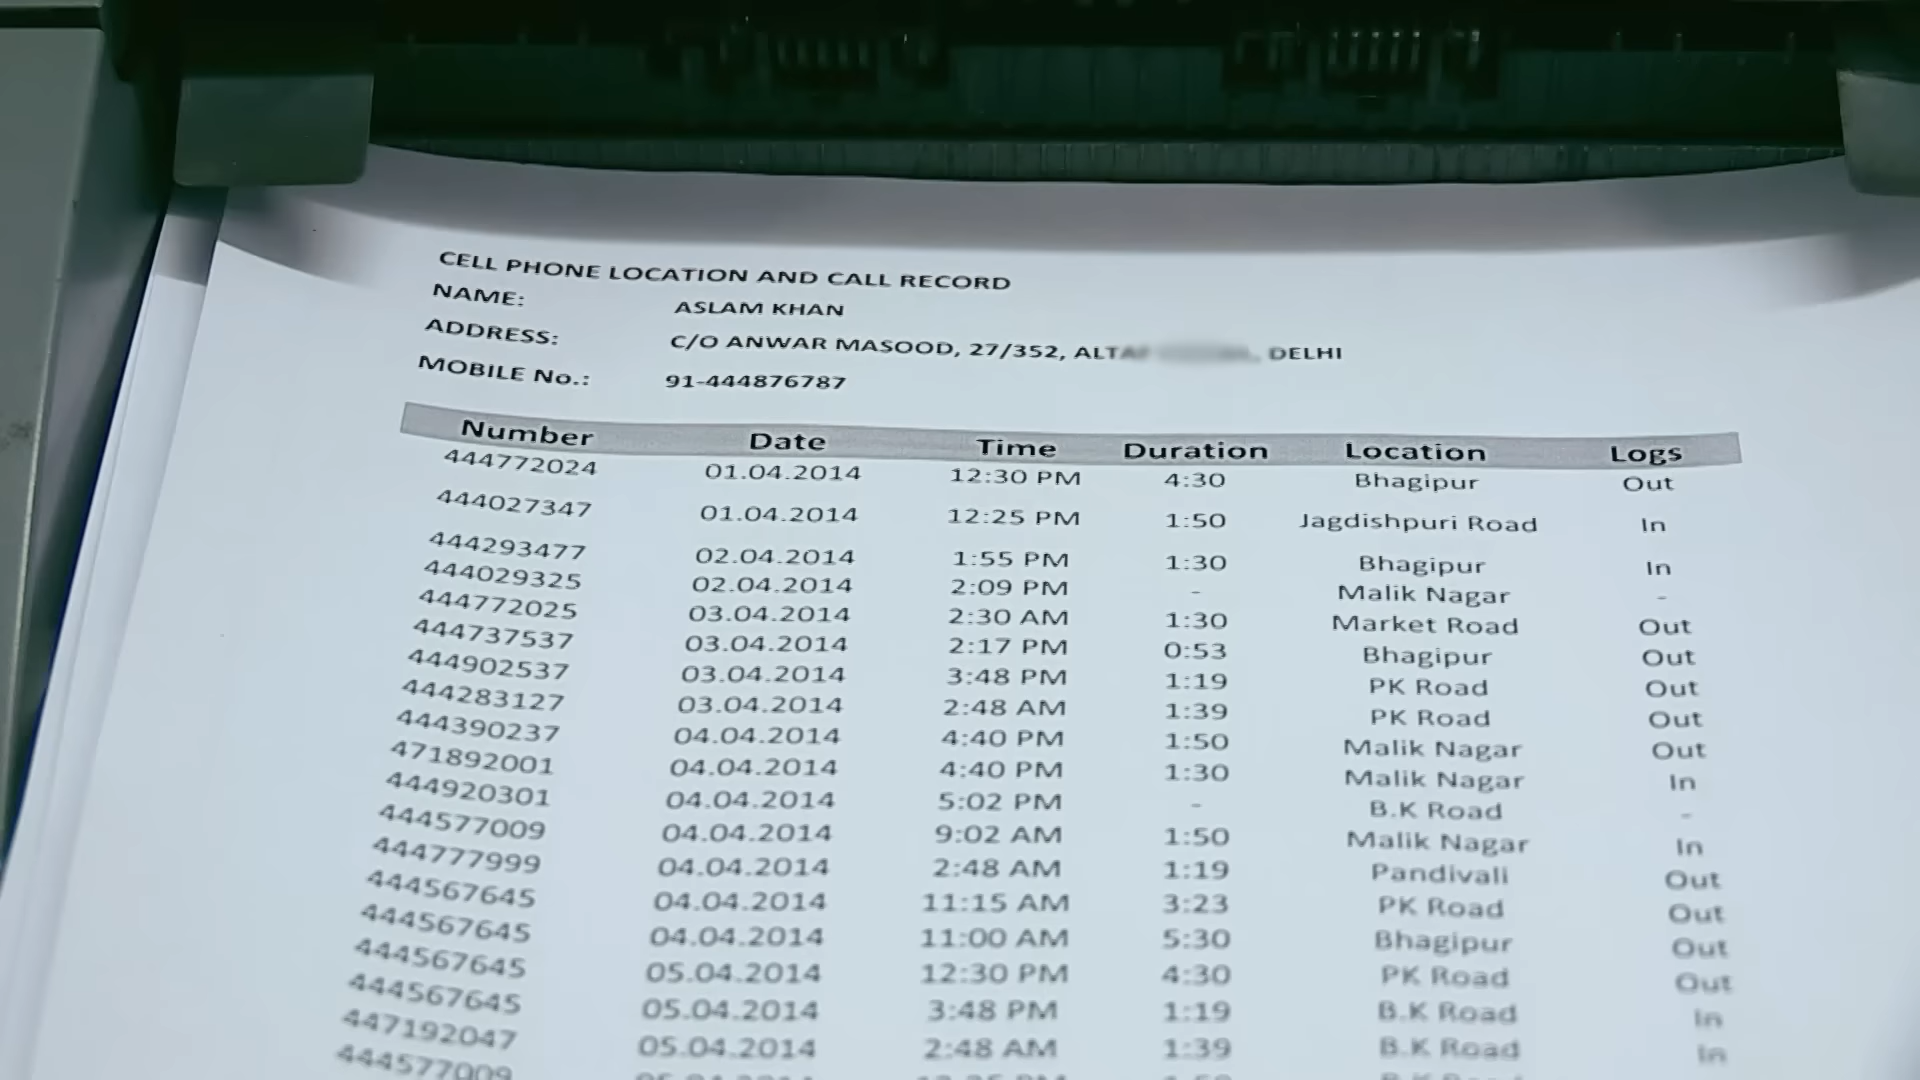 CELL PHONE LOCATION AND CALL RECORD
NAME: ASLAM KHAN
ADDRESS: C/O ANWAR MASOOD, 27/352, DELHI
MOBILE No.: 91-444876787
Number Date Time Duration Location Logs
444772024 01.04.2014 12:30 PM 4:30 Bhagipur Out
444027347 01.04.2014 12:25 PM 1:50 Jagdishpuri Road In
444293477 02.04.2014 1:55 PM 1:30 Bhagipur In
444029325 02.04.2014 2:09 PM - Malik Nagar -
444772025 03.04.2014 2:30 AM 1:30 Market Road Out
444737537 03.04.2014 2:17 PM 0:53 Bhagipur Out
444902537 03.04.2014 3:48 PM 1:19 PK Road Out
444283127 03.04.2014 2:48 AM 1:39 PK Road Out
444390237 04.04.2014 4:40 PM 1:50 Malik Nagar Out
471892001 04.04.2014 4:40 PM 1:30 Malik Nagar In
444920301 04.04.2014 5:02 PM - B.K Road -
444577009 04.04.2014 9:02 AM 1:50 Malik Nagar In
444777999 04.04.2014 2:48 AM 1:19 Pandivali Out
444567645 04.04.2014 11:15 AM 3:23 PK Road Out
444567645 04.04.2014 11:00 AM 5:30 Bhagipur Out
444567645 05.04.2014 12:30 PM 4:30 PK Road Out
444567645 05.04.2014 3:48 PM 1:19 B.K Road In
447192047 05.04.2014 2:48 AM 1:39 B.K Road In
444577009